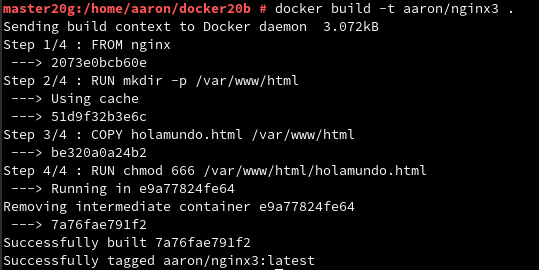 master20g:/home/aaron/docker20b # docker build -t aaron/nginx3 .
Sending build context to Docker daemon  3.072kB
Step 1/4 : FROM nginx
 ---> 2073e0bcb60e
Step 2/4 : RUN mkdir -p /var/www/html
 ---> Using cache
 ---> 51d9f32b3e6c
Step 3/4 : COPY holamundo.html /var/www/html
 ---> be320a0a24b2
Step 4/4 : RUN chmod 666 /var/www/html/holamundo.html
 ---> Running in e9a77824fe64
Removing intermediate container e9a77824fe64
 ---> 7a76fae791f2
Successfully built 7a76fae791f2
Successfully tagged aaron/nginx3:latest